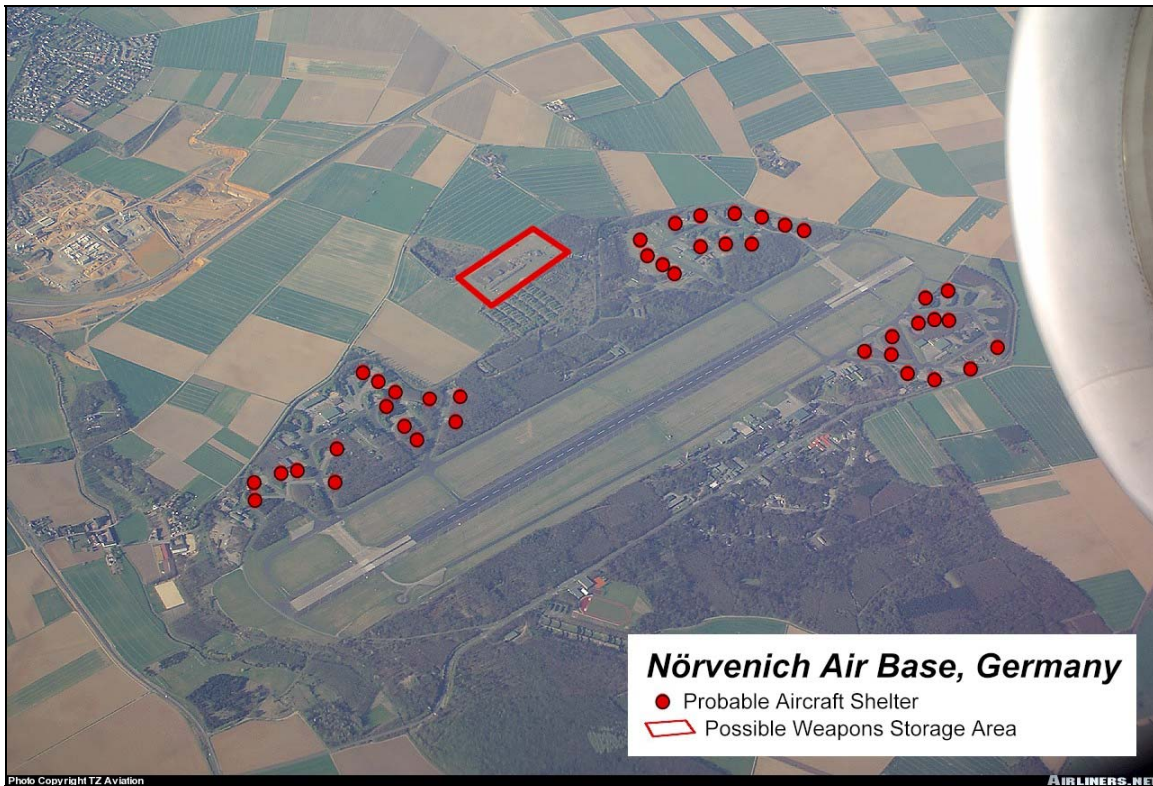 Nörvenich Air Base, Germany
Probable Aircraft Shelter
Possible Weapons Storage Area
Photo Copyright TZ Aviation
AIRLINERS.NET